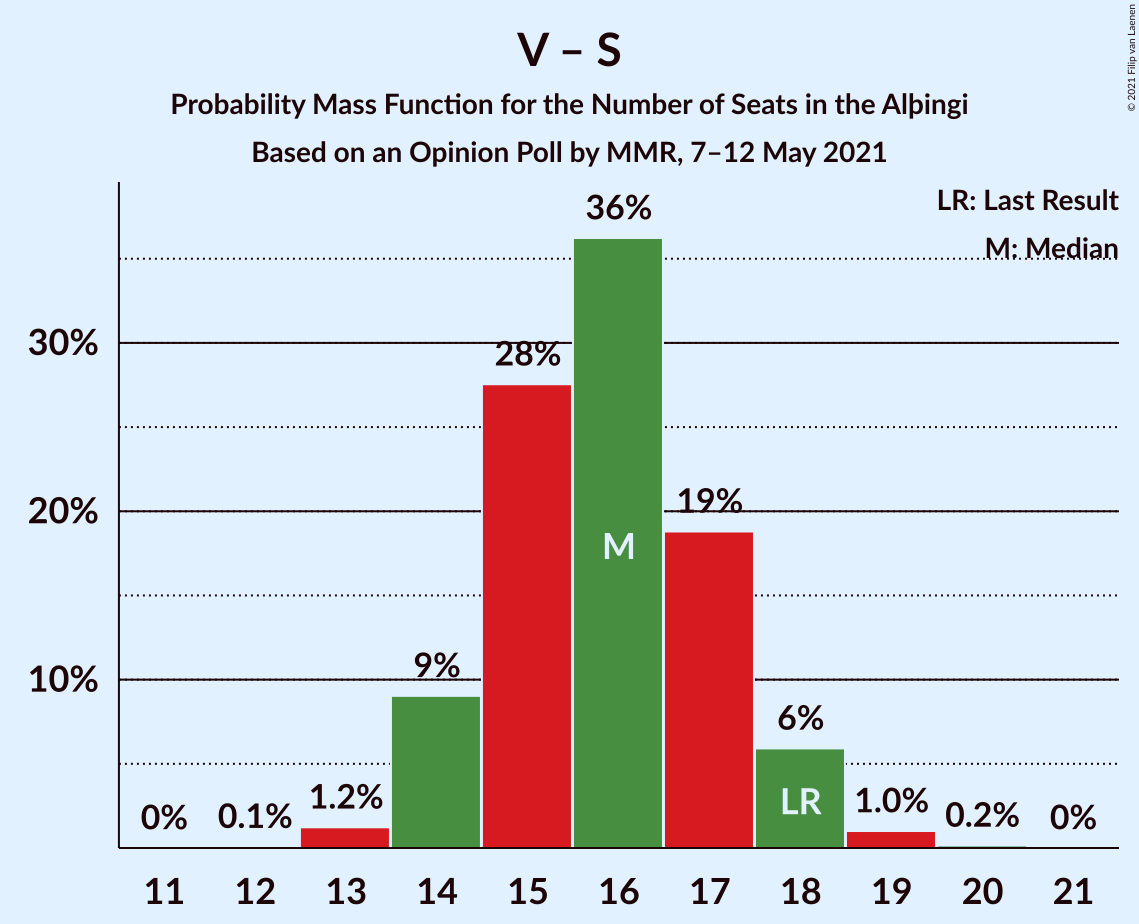 V – S
Probability Mass Function for the Number of Seats in the Alþingi
Based on an Opinion Poll by MMR, 7–12 May 2021
© 2021 Filip van Laenen
LR: Last Result
M: Median
30%
20%
10%
0%
0.1%
1.2%
9%
28%
36%
19%
6%
1.0%
0.2%
0%
M
LR
11 12 13 14 15 16 17 18 19 20 21